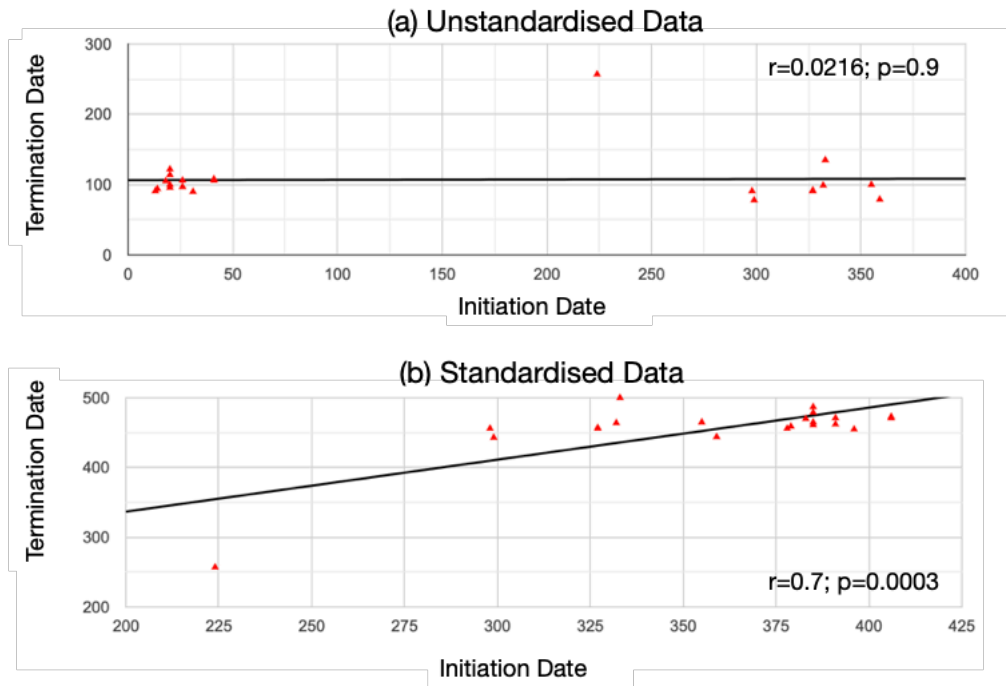 (a) Unstandardised Data
Termination Date
300
200
100
0
r=0.0216; p=0.9
0 50 100 150 200 250 300 350 400
Initiation Date
(b) Standardised Data
Termination Date
500
400
300
200
r=0.7; p=0.0003
200 225 250 275 300 325 350 375 400 425
Initiation Date